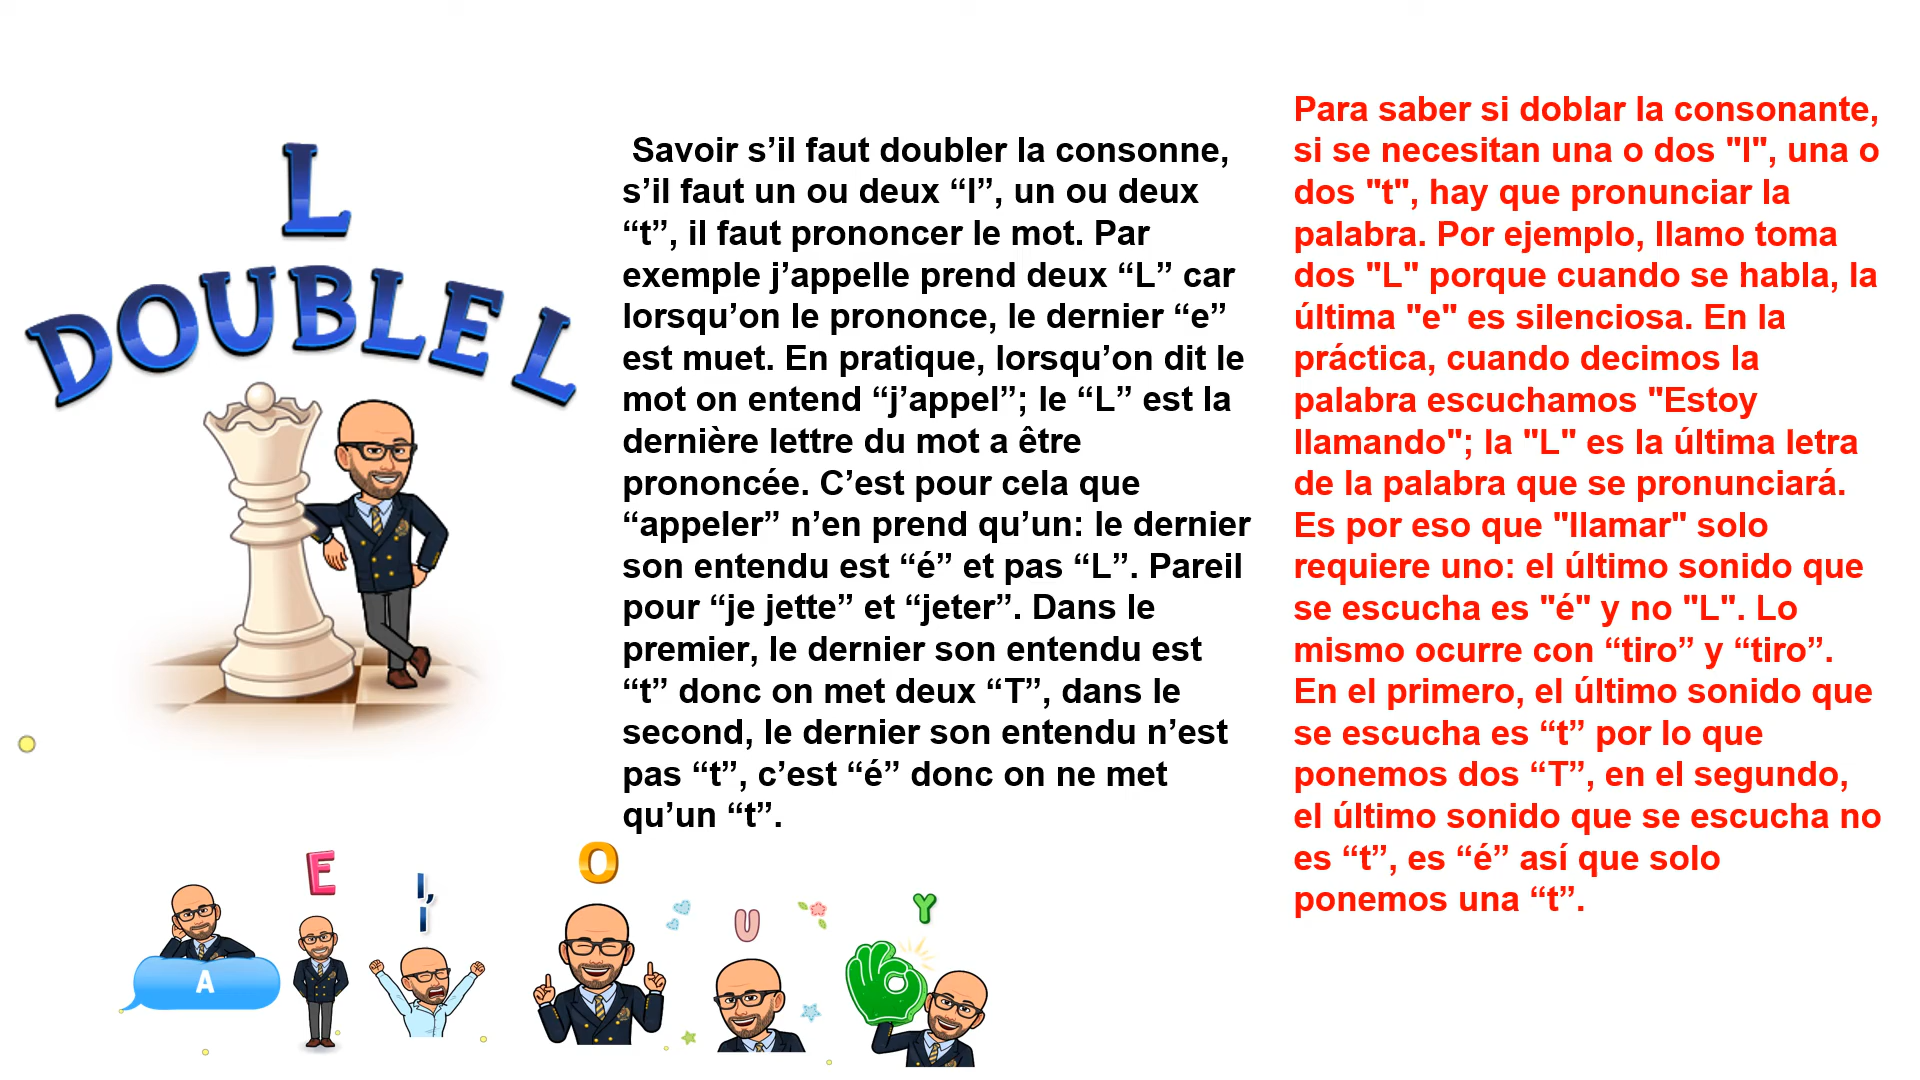 L
DOUBLE L
Savoir s’il faut doubler la consonne,
s’il faut un ou deux “l”, un ou deux
“t”, il faut prononcer le mot. Par
exemple j’appelle prend deux “L” car
lorsqu’on le prononce, le dernier “e”
est muet. En pratique, lorsqu’on dit le
mot on entend “j’appel”; le “L” est la
dernière lettre du mot a être
prononcée. C’est pour cela que
“appeler” n’en prend qu’un: le dernier
son entendu est “é” et pas “L”. Pareil
pour “je jette” et “jeter”. Dans le
premier, le dernier son entendu est
“t” donc on met deux “T”, dans le
second, le dernier son entendu n’est
pas “t”, c’est “é” donc on ne met
qu’un “t”.
Para saber si doblar la consonante,
si se necesitan una o dos "l", una o
dos "t", hay que pronunciar la
palabra. Por ejemplo, llamo toma
dos "L" porque cuando se habla, la
última "e" es silenciosa. En la
práctica, cuando decimos la
palabra escuchamos "Estoy
llamando"; la "L" es la última letra
de la palabra que se pronunciará.
Es por eso que "llamar" solo
requiere uno: el último sonido que
se escucha es "é" y no "L". Lo
mismo ocurre con “tiro” y “tiro”.
En el primero, el último sonido que
se escucha es “t” por lo que
ponemos dos “T”, en el segundo,
el último sonido que se escucha no
es “t”, es “é” así que solo
ponemos una “t”.
A
E
I,
I
O
U
Y